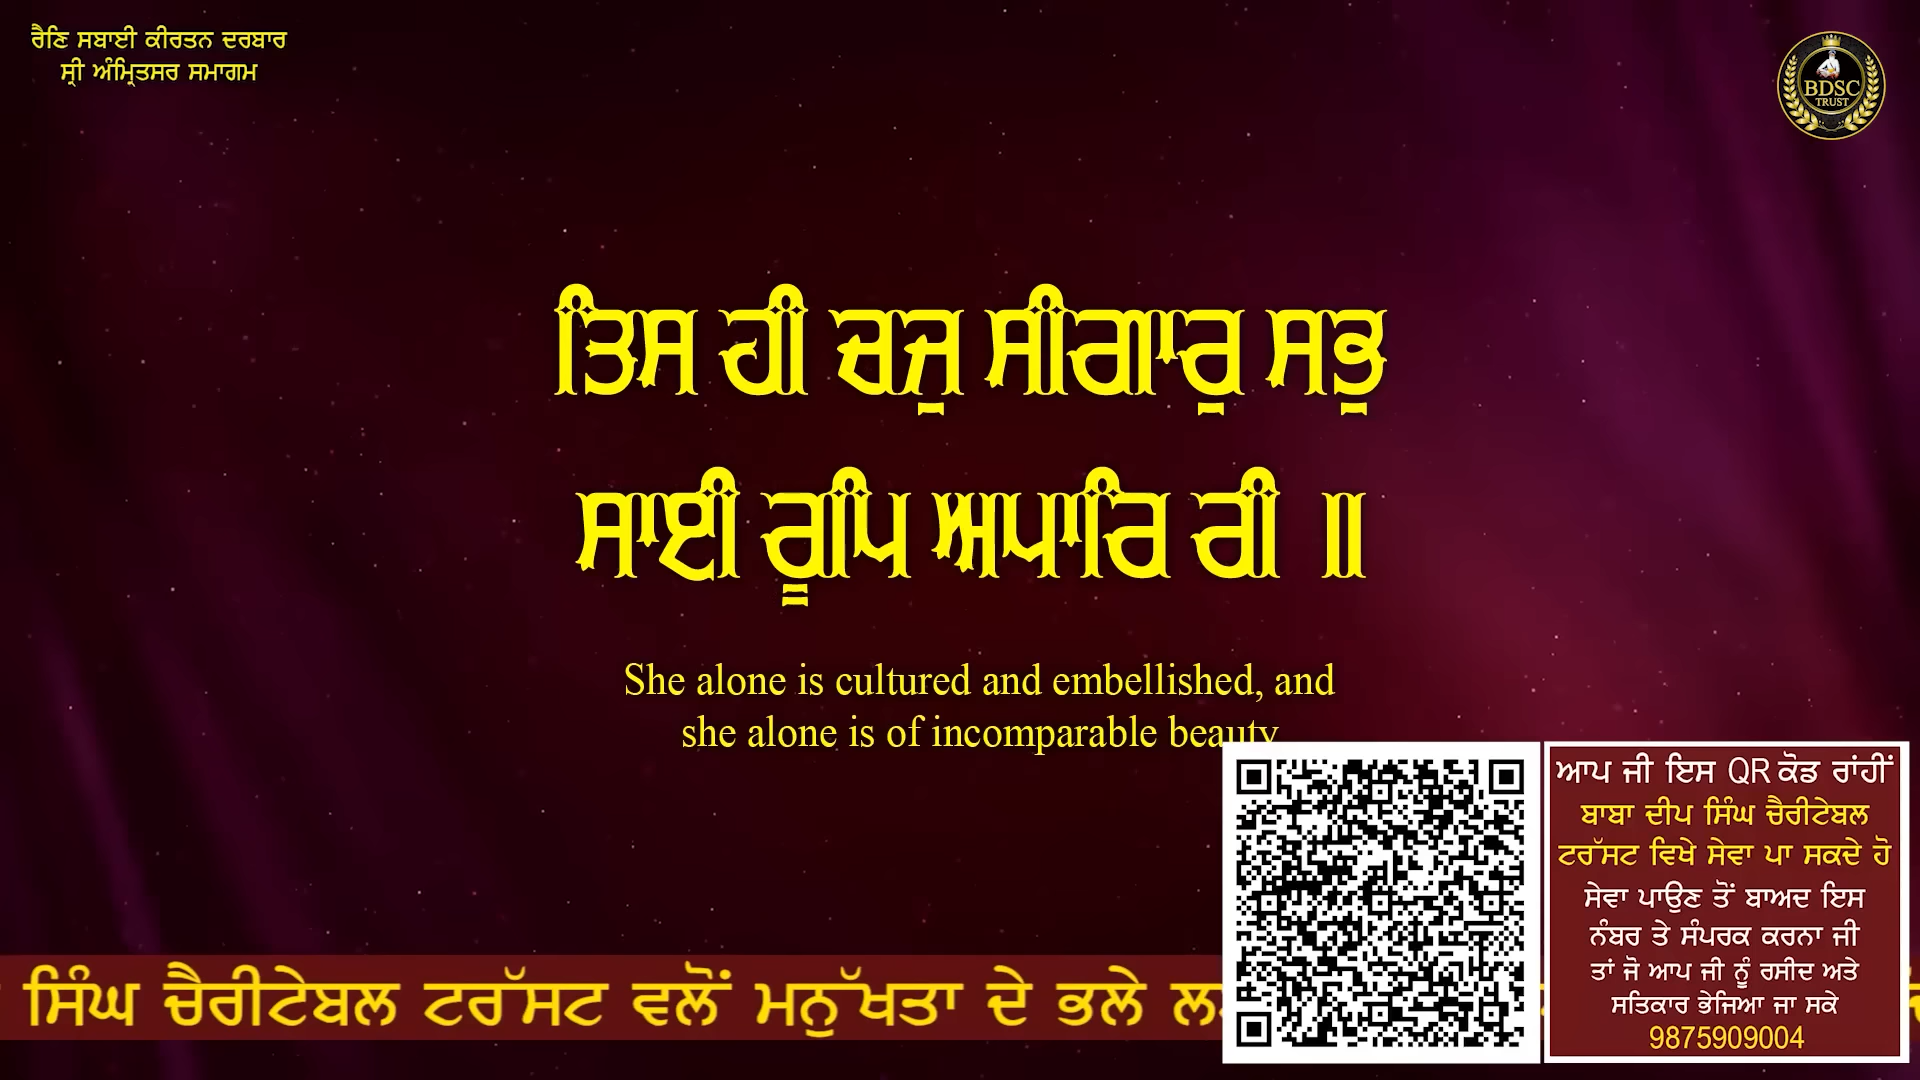 ਰੈਣਿ ਸਬਾਈ ਕੀਰਤਨ ਦਰਬਾਰ
ਸ੍ਰੀ ਅੰਮ੍ਰਿਤਸਰ ਸਮਾਗਮ
BDSC
TRUST
ਤਿਸ ਹੀ ਚਜੁ ਸੀਗਾਰੁ ਸਭੁ
ਸਾਈ ਰੂਪਿ ਅਪਾਰਿ ਰੀ ॥
She alone is cultured and embellished, and
she alone is of incomparable beauty
ਆਪ ਜੀ ਇਸ QR ਕੋਡ ਰਾਂਹੀਂ
ਬਾਬਾ ਦੀਪ ਸਿੰਘ ਚੈਰੀਟੇਬਲ
ਟਰੱਸਟ ਵਿਖੇ ਸੇਵਾ ਪਾ ਸਕਦੇ ਹੋ
ਸੇਵਾ ਪਾਉਣ ਤੋਂ ਬਾਅਦ ਇਸ
ਨੰਬਰ ਤੇ ਸੰਪਰਕ ਕਰਨਾ ਜੀ
ਤਾਂ ਜੋ ਆਪ ਜੀ ਨੂੰ ਰਸੀਦ ਅਤੇ
ਸਤਿਕਾਰ ਭੇਜਿਆ ਜਾ ਸਕੇ
9875909004
ਸਿੰਘ ਚੈਰੀਟੇਬਲ ਟਰੱਸਟ ਵਲੋਂ ਮਨੁੱਖਤਾ ਦੇ ਭਲੇ